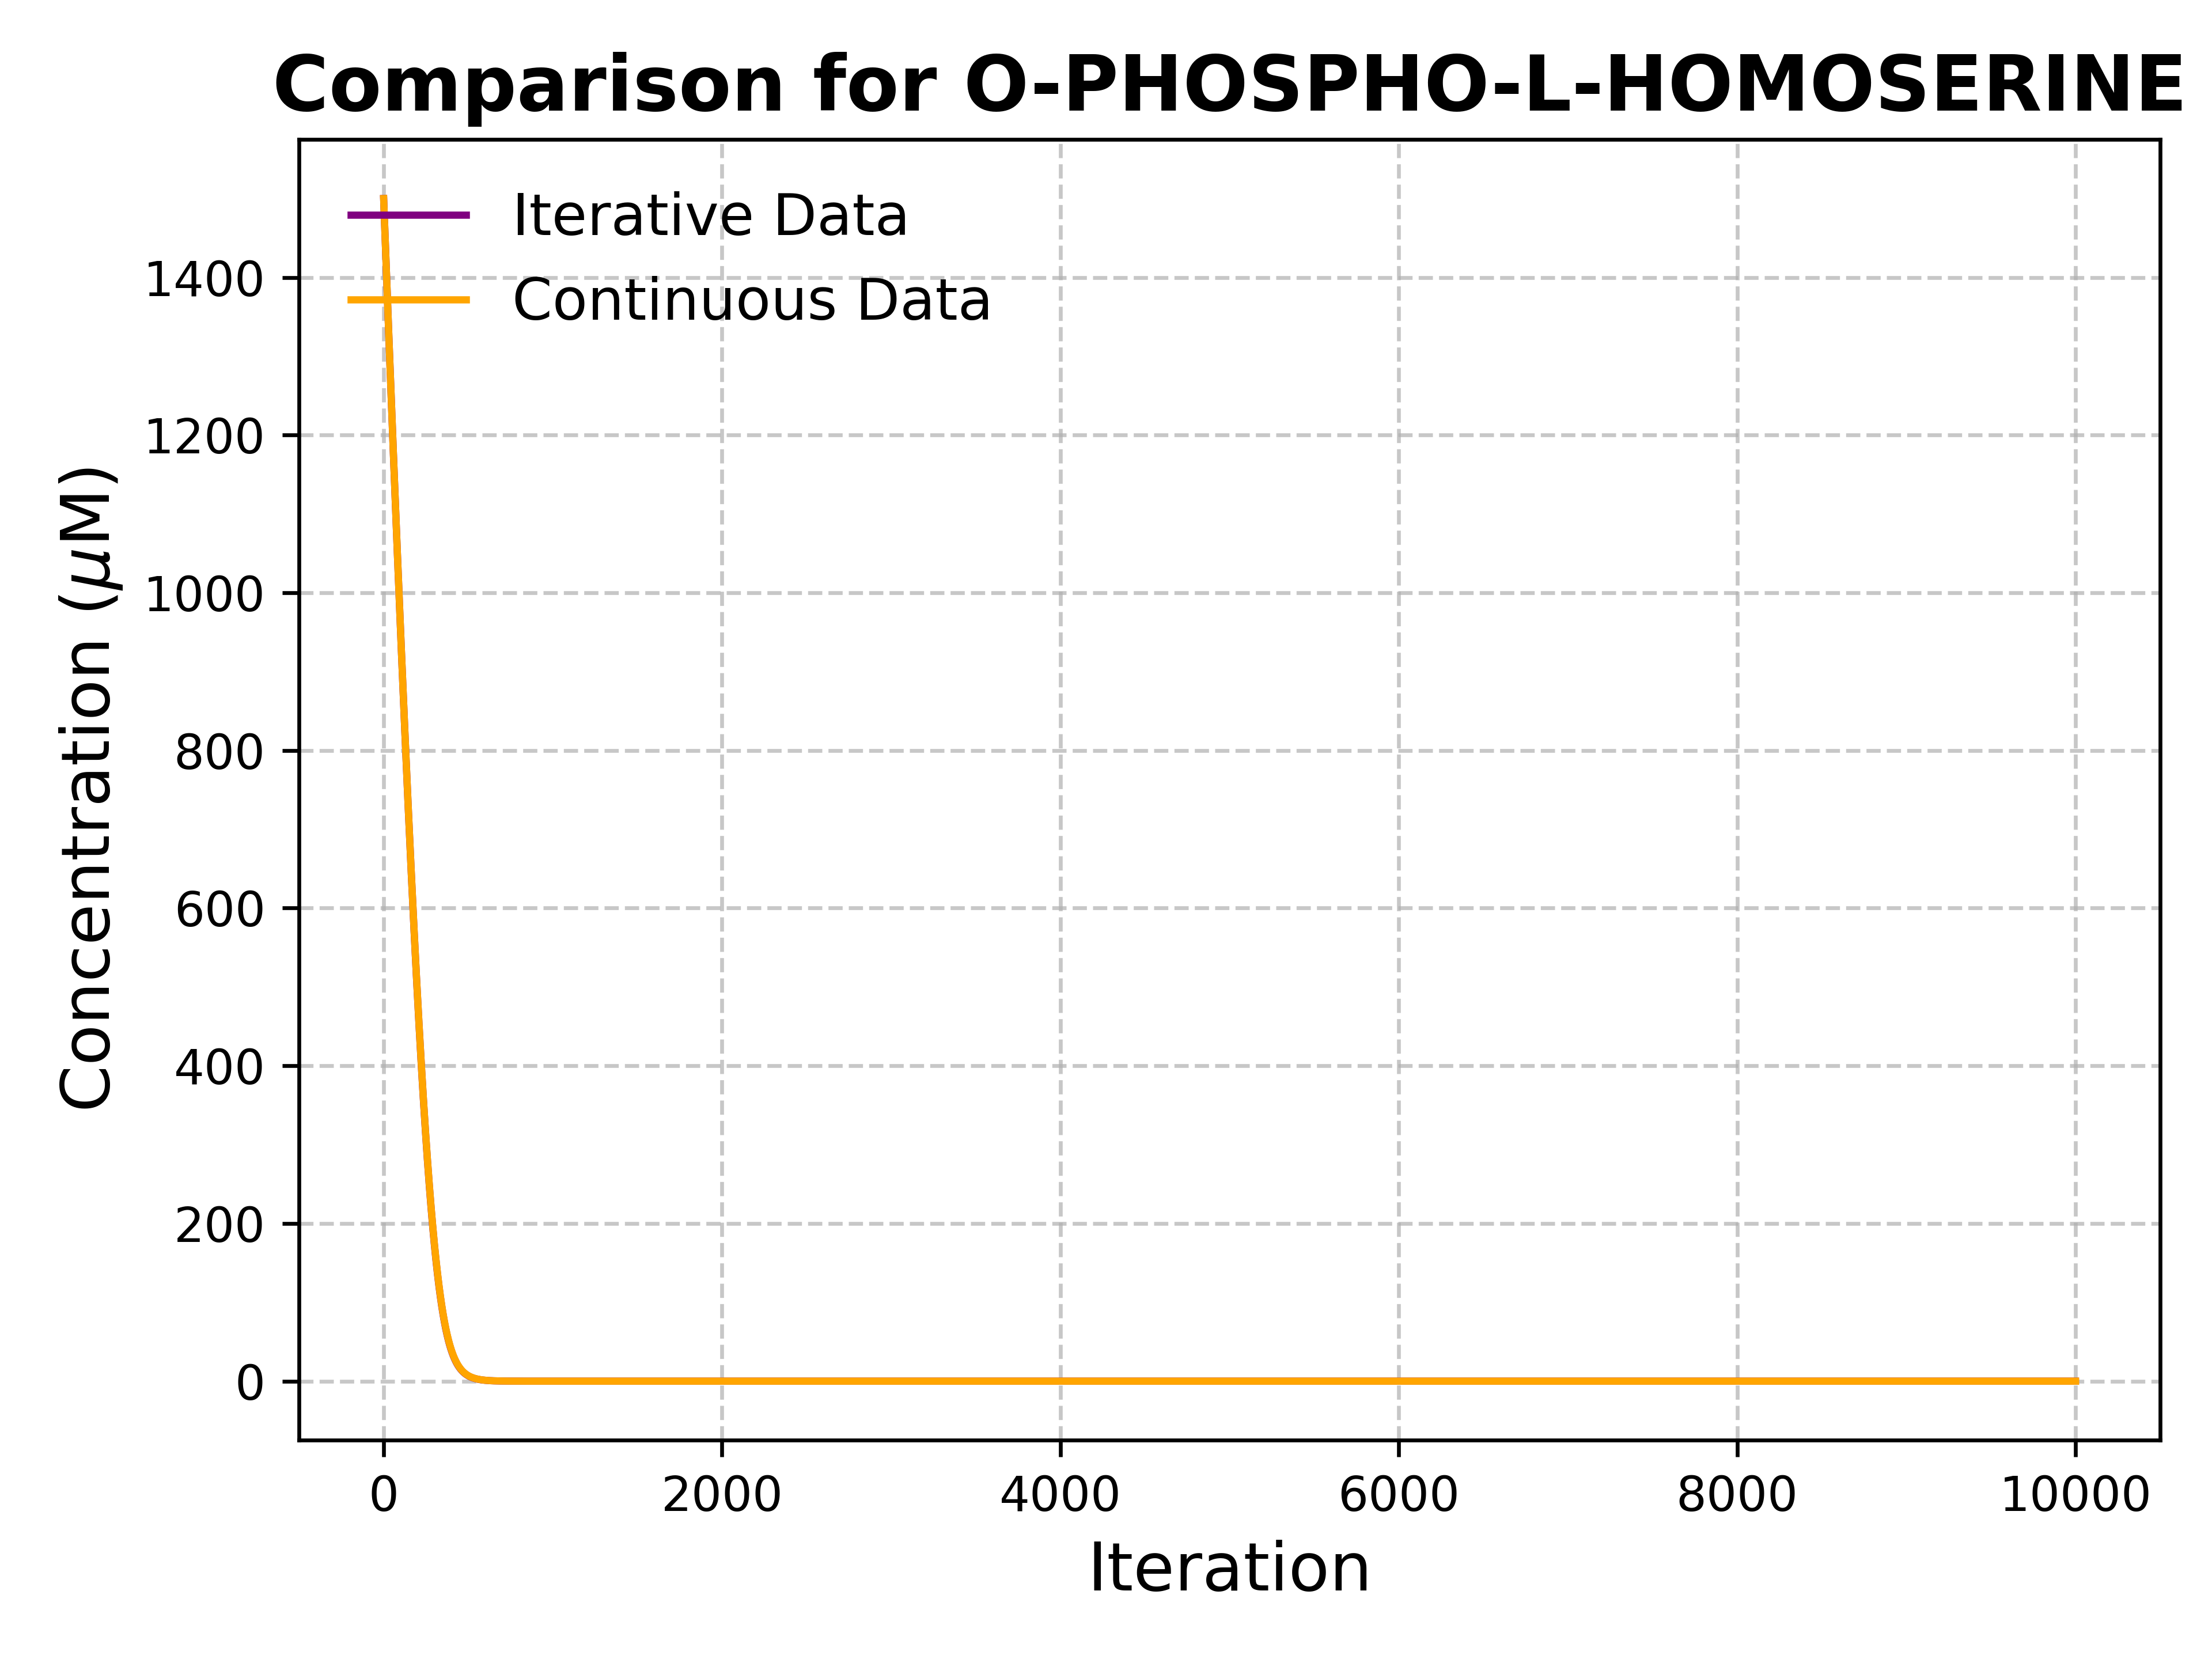 Comparison for O-PHOSPHO-L-HOMOSERINE
Iterative Data
Continuous Data
Concentration (μM)
1400
1200
1000
800
600
400
200
0
0 2000 4000 6000 8000 10000
Iteration